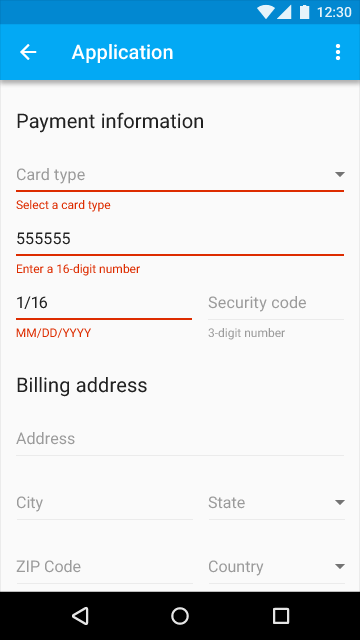 12:30
Application
Payment information
Card type
Select a card type
555555
Enter a 16-digit number
1/16 Security code
MM/DD/YYYY 3-digit number
Billing address
Address
City State
ZIP Code Country